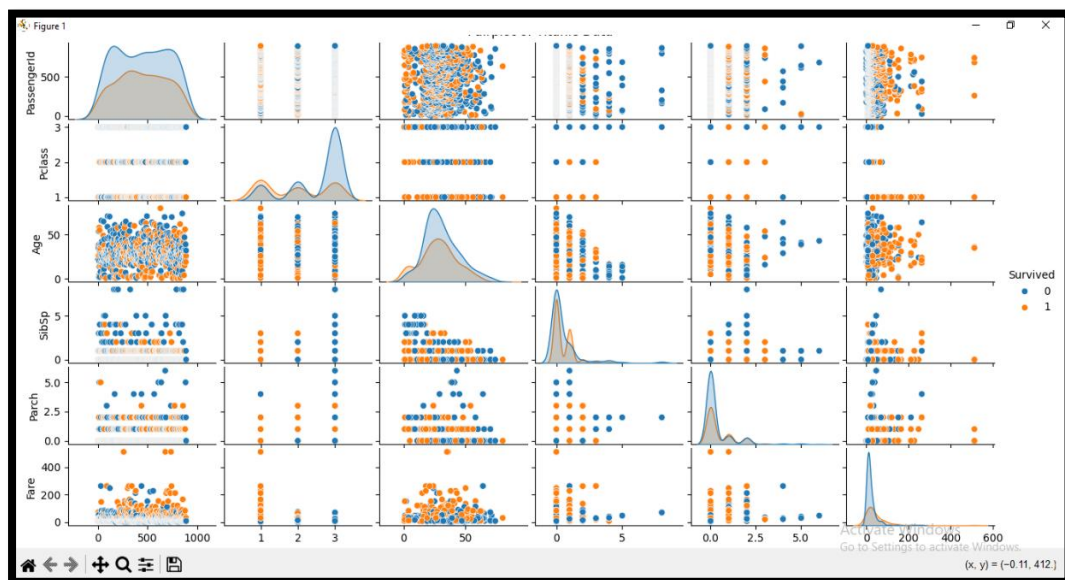 Figure 1
PassengerId
500
0
Pclass
3
2
1
Age
50
0
SibSp
5
0
Parch
5.0
2.5
0.0
Fare
400
200
0
0 500 1000
1 2 3
0 50
0 5
0.0 2.5 5.0
0 200 400 600
Survived
0
1
Activate Windows
Go to Settings to activate Windows.
(x, y) = (-0.11, 412.)